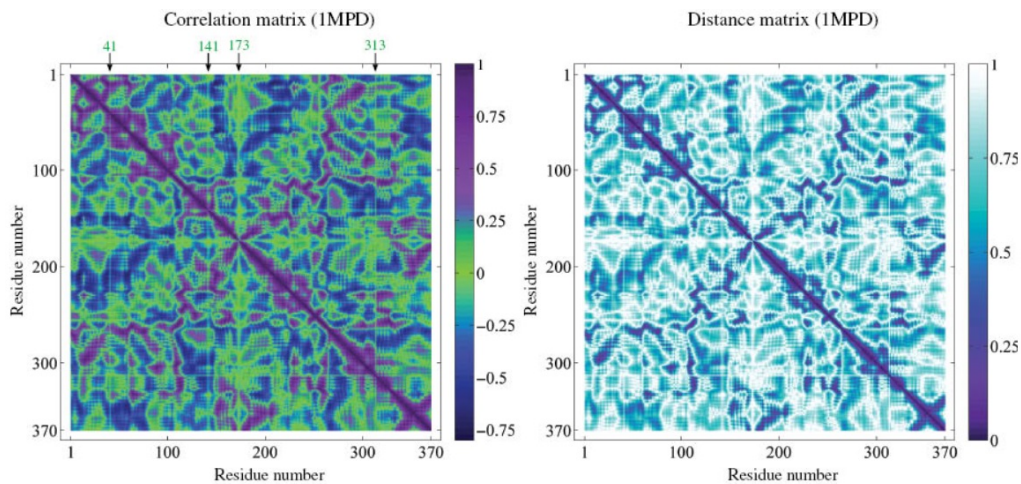 Correlation matrix (1MPD)
41 141 173 313
1
100
200
300
370
Residue number
1 100 200 300 370
Residue number
1
0.75
0.5
0.25
0
−0.25
−0.5
−0.75
Distance matrix (1MPD)
1
100
200
300
370
Residue number
1 100 200 300 370
Residue number
1
0.75
0.5
0.25
0